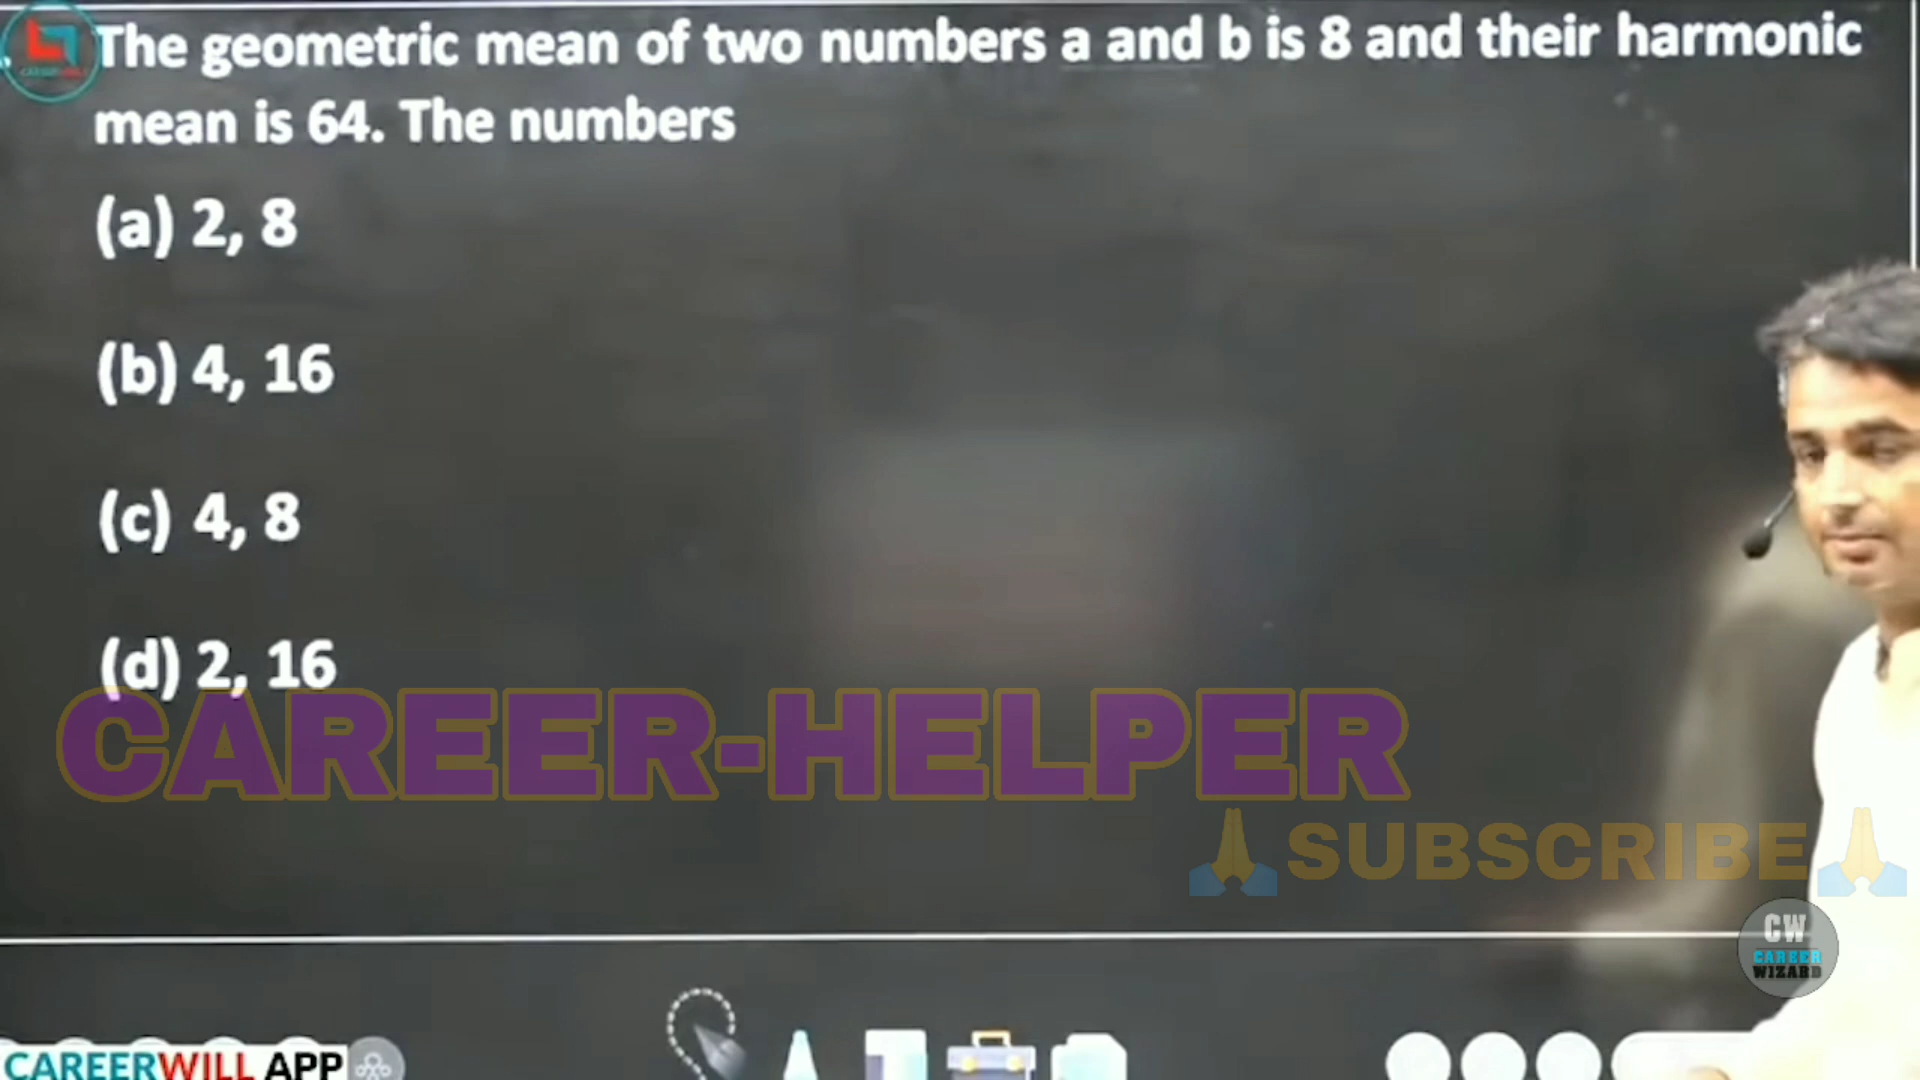 The geometric mean of two numbers a and b is 8 and their harmonic
mean is 64. The numbers
(a) 2, 8
(b) 4, 16
(c) 4, 8
(d) 2, 16
CAREER-HELPER
SUBSCRIBE
CW
CAREER
WIZARD
CAREERWILL APP